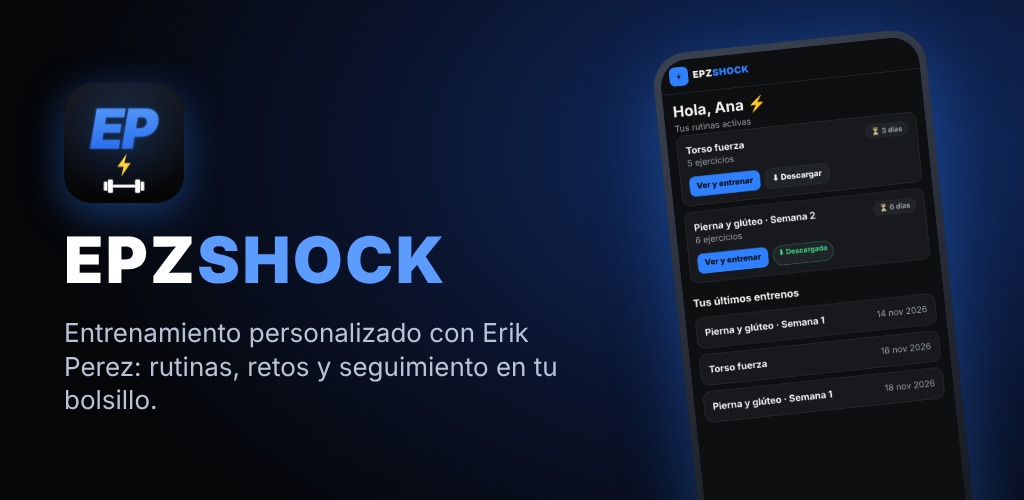 EP
EPZSHOCK
Entrenamiento personalizado con Erik
Perez: rutinas, retos y seguimiento en tu
bolsillo.
EPZSHOCK
Hola, Ana ⚡
Tus rutinas activas
Torso fuerza
⏳ 3 días
5 ejercicios
Ver y entrenar
⬇ Descargar
Pierna y glúteo · Semana 2
⏳ 6 días
6 ejercicios
Ver y entrenar
⬇ Descargada
Tus últimos entrenos
Pierna y glúteo · Semana 1
14 nov 2026
Torso fuerza
16 nov 2026
Pierna y glúteo · Semana 1
18 nov 2026